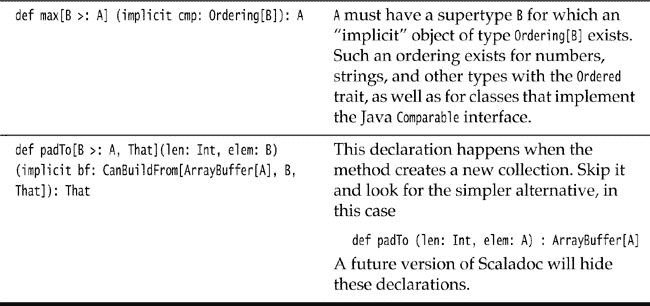 def max[B >: A] (implicit cmp: Ordering[B]): A
A must have a supertype B for which an
“implicit” object of type Ordering[B] exists.
Such an ordering exists for numbers,
strings, and other types with the Ordered
trait, as well as for classes that implement
the Java Comparable interface.
def padTo[B >: A, That](len: Int, elem: B)
(implicit bf: CanBuildFrom[ArrayBuffer[A], B,
That]): That
This declaration happens when the
method creates a new collection. Skip it
and look for the simpler alternative, in
this case
def padTo (len: Int, elem: A) : ArrayBuffer[A]
A future version of Scaladoc will hide
these declarations.